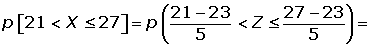 p[21 < X ≤ 27] = p((21 − 23)/5 < Z ≤ (27 − 23)/5) =